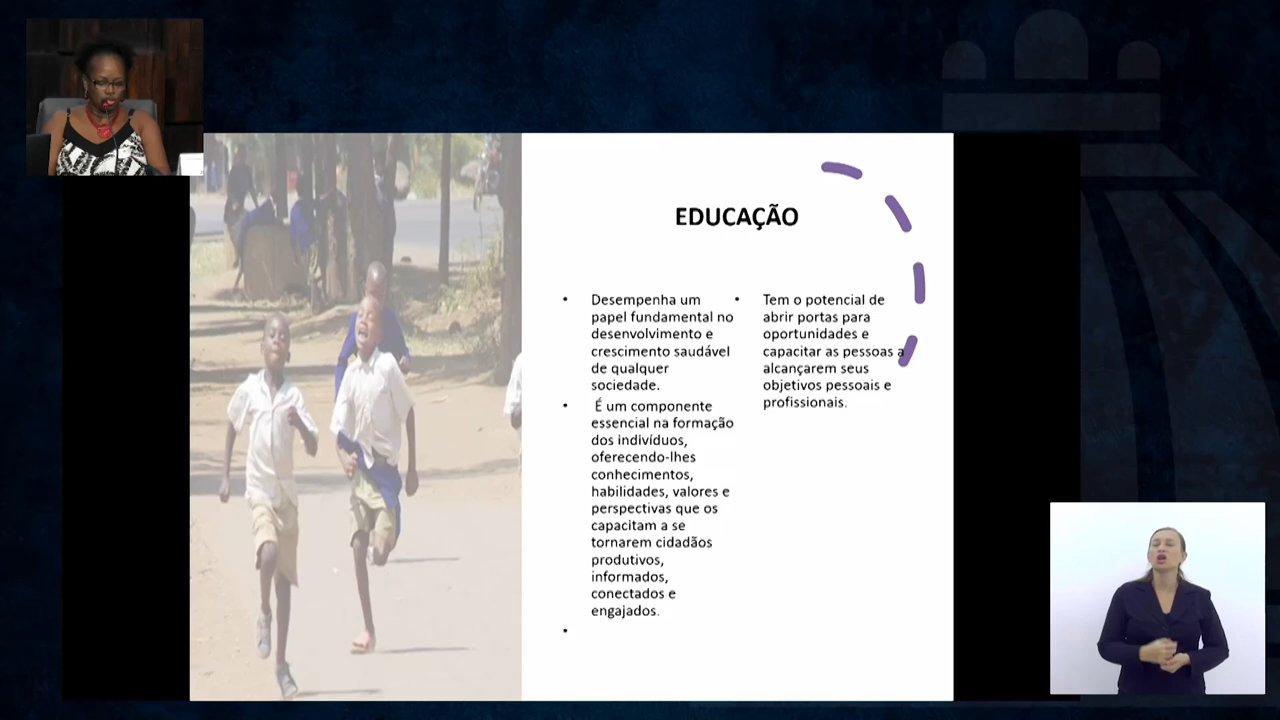 EDUCAÇÃO
• Desempenha um
papel fundamental no
desenvolvimento e
crescimento saudável
de qualquer
sociedade.
• É um componente
essencial na formação
dos indivíduos,
oferecendo-lhes
conhecimentos,
habilidades, valores e
perspectivas que os
capacitam a se
tornarem cidadãos
produtivos,
informados,
conectados e
engajados.
•
• Tem o potencial de
abrir portas para
oportunidades e
capacitar as pessoas a
alcançarem seus
objetivos pessoais e
profissionais.